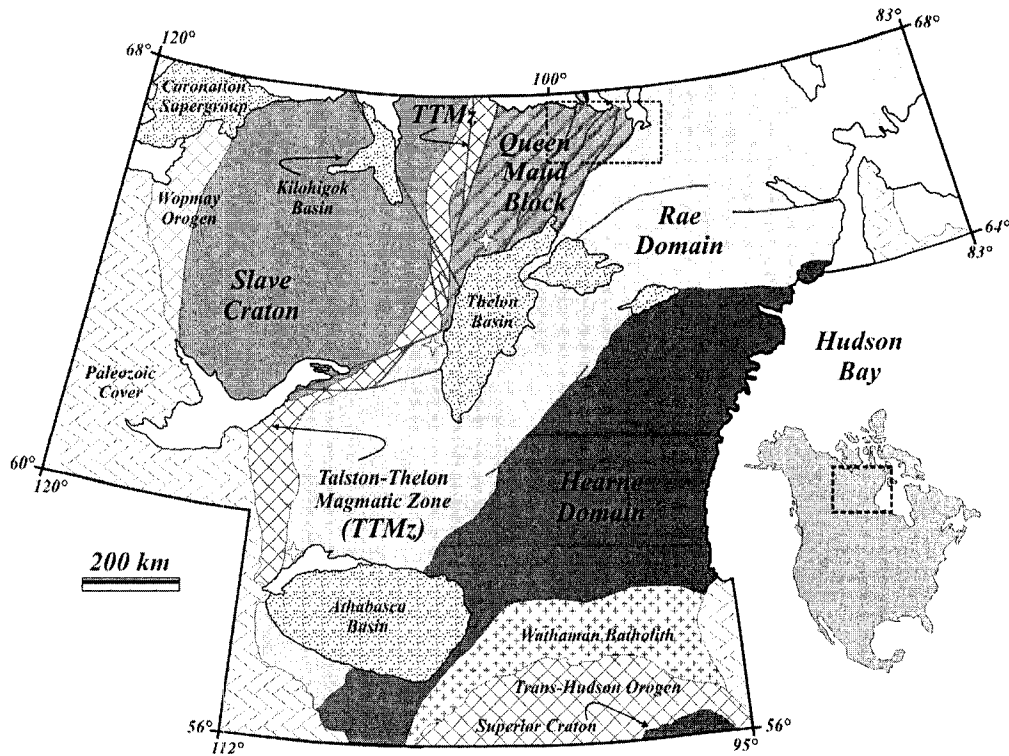 83°
68°
120°
68°
100°
Coronation
Supergroup
TTMz
Queen
Maud
Block
Kilohigok
Basin
Wopmay
Orogen
Rae
Domain
64°
83°
Slave
Craton
Thelon
Basin
Hudson
Bay
Paleozoic
Cover
60°
120°
Talston-Thelon
Magmatic Zone
(TTMz)
Hearne
Domain
200 km
Athabasca
Basin
Wathaman Batholith
Trans-Hudson Orogen
Superior Craton
56°
112°
56°
95°